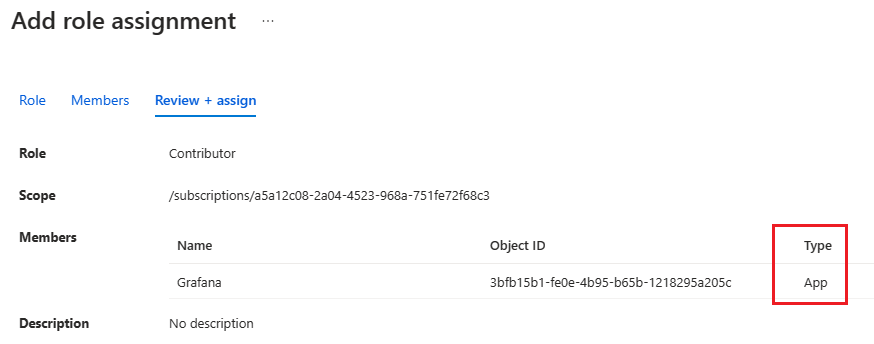 Add role assignment ...
Role Members Review + assign
Role Contributor
Scope /subscriptions/a5a12c08-2a04-4523-968a-751fe72f68c3
Members
Name Object ID Type
Grafana 3bfb15b1-fe0e-4b95-b65b-1218295a205c App
Description No description